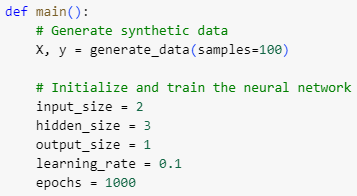 def main():
    # Generate synthetic data
    X, y = generate_data(samples=100)

    # Initialize and train the neural network
    input_size = 2
    hidden_size = 3
    output_size = 1
    learning_rate = 0.1
    epochs = 1000